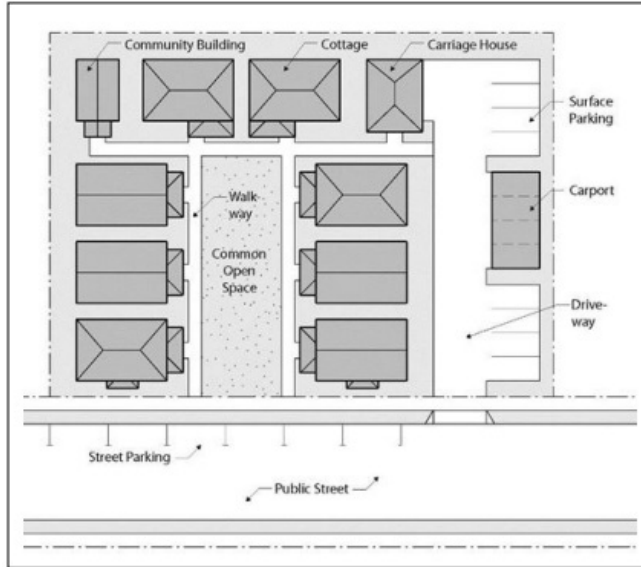 Community Building
Cottage
Carriage House
Surface
Parking
Walk
way
Carport
Common
Open
Space
Drive-
way
Street Parking
Public Street